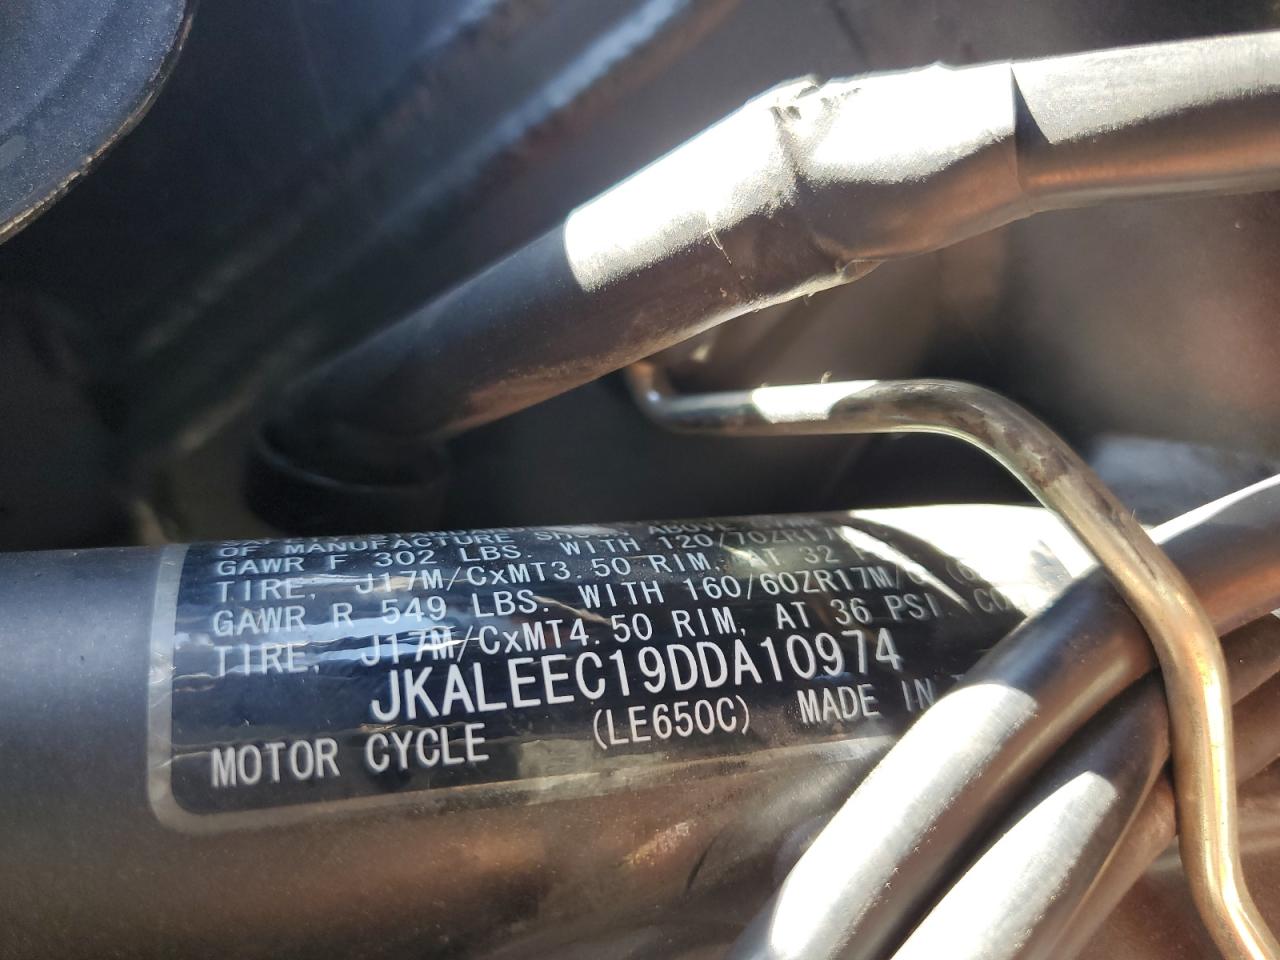 OF MANUFACTURE ABOVE
GAWR F 302 LBS. WITH 120/70ZR17
TIRE, J17M/CxMT3.50 RIM, AT 32
GAWR R 549 LBS. WITH 160/60ZR17M/C
TIRE, J17M/CxMT4.50 RIM, AT 36 PSI
JKALEEC19DDA10974
MOTOR CYCLE (LE650C) MADE IN